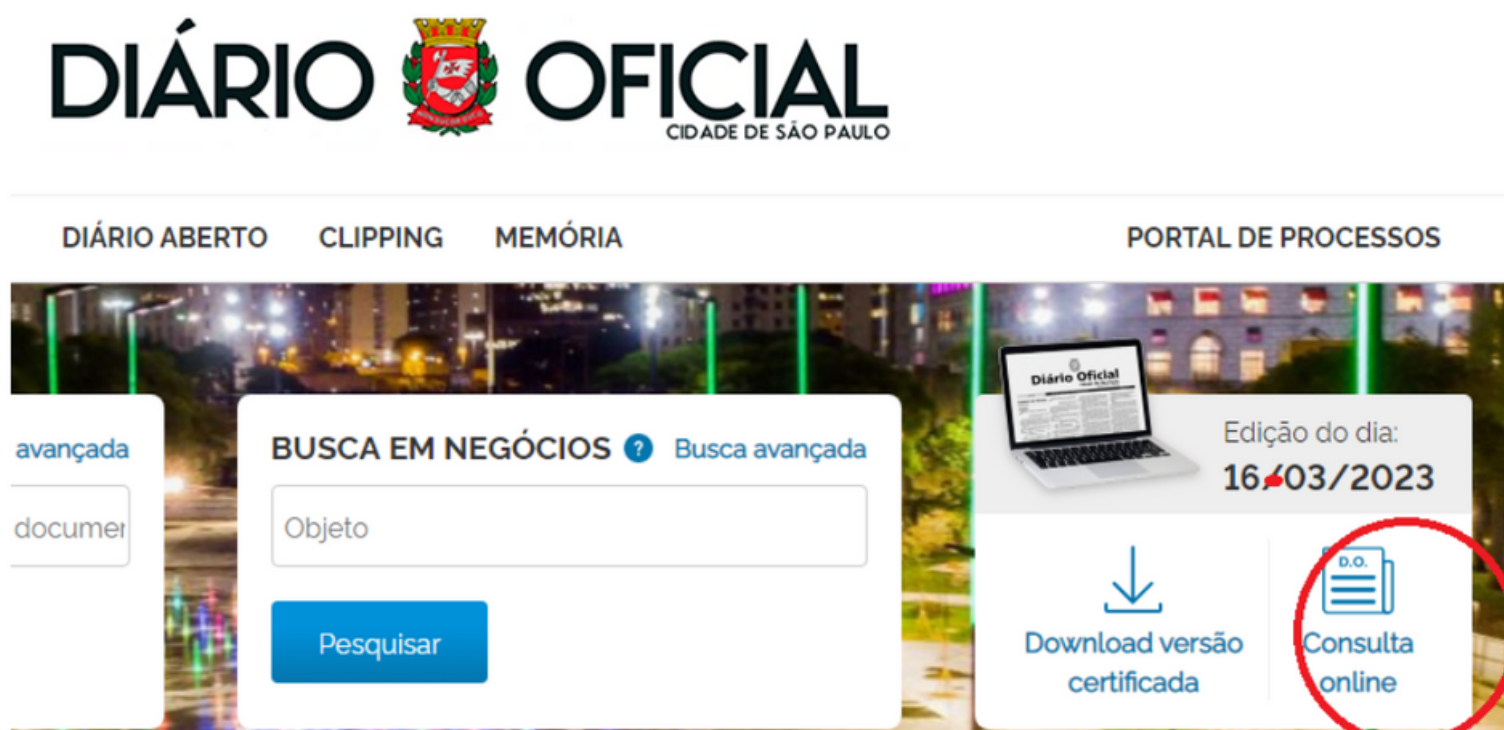 DIÁRIO OFICIAL
CIDADE DE SÃO PAULO
DIÁRIO ABERTO CLIPPING MEMÓRIA PORTAL DE PROCESSOS
Diário Oficial
avançada
documen
BUSCA EM NEGÓCIOS ? Busca avançada
Objeto
Pesquisar
Edição do dia:
16/03/2023
Download versão
certificada
D.O.
Consulta
online